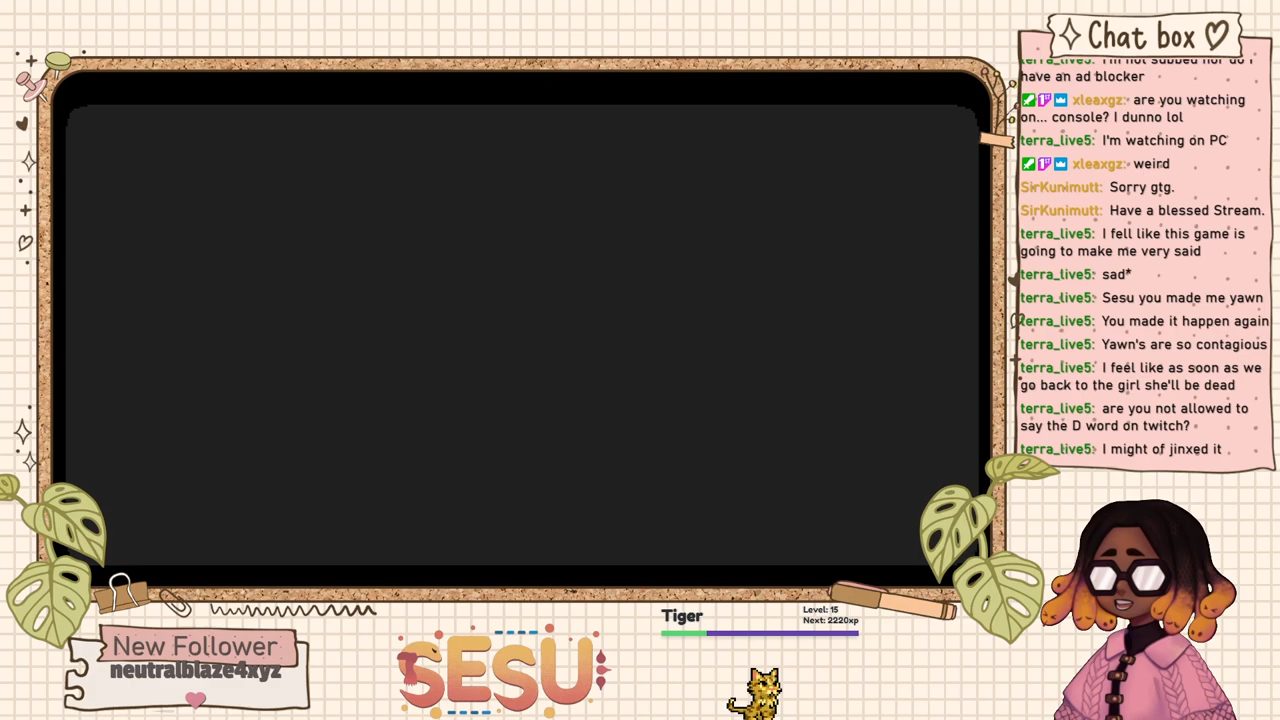 Chat box
terra_live5: I'm not subbed nor do I
have an ad blocker
xleaxgz: are you watching
on... console? I dunno lol
terra_live5: I'm watching on PC
xleaxgz: weird
SirKunimutt: Sorry gtg.
SirKunimutt: Have a blessed Stream.
terra_live5: I fell like this game is
going to make me very said
terra_live5: sad*
terra_live5: Sesu you made me yawn
terra_live5: You made it happen again
terra_live5: Yawn's are so contagious
terra_live5: I feel like as soon as we
go back to the girl she'll be dead
terra_live5: are you not allowed to
say the D word on twitch?
terra_live5: I might of jinxed it
Tiger
Level: 15
Next: 2220xp
New Follower
neutralblaze4xyz
SESU